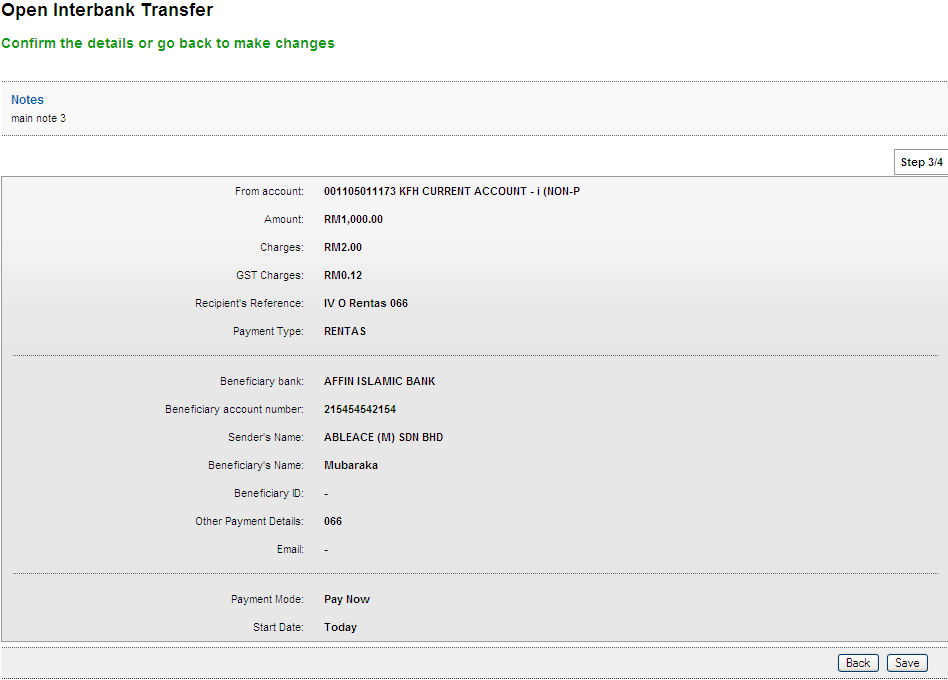 Open Interbank Transfer
Confirm the details or go back to make changes
Notes
main note 3
Step 3/4
From account: 001105011173 KFH CURRENT ACCOUNT - i (NON-P
Amount: RM1,000.00
Charges: RM2.00
GST Charges: RM0.12
Recipient's Reference: IV O Rentas 066
Payment Type: RENTAS
Beneficiary bank: AFFIN ISLAMIC BANK
Beneficiary account number: 215454542154
Sender's Name: ABLEACE (M) SDN BHD
Beneficiary's Name: Mubaraka
Beneficiary ID: -
Other Payment Details: 066
Email: -
Payment Mode: Pay Now
Start Date: Today
Back Save